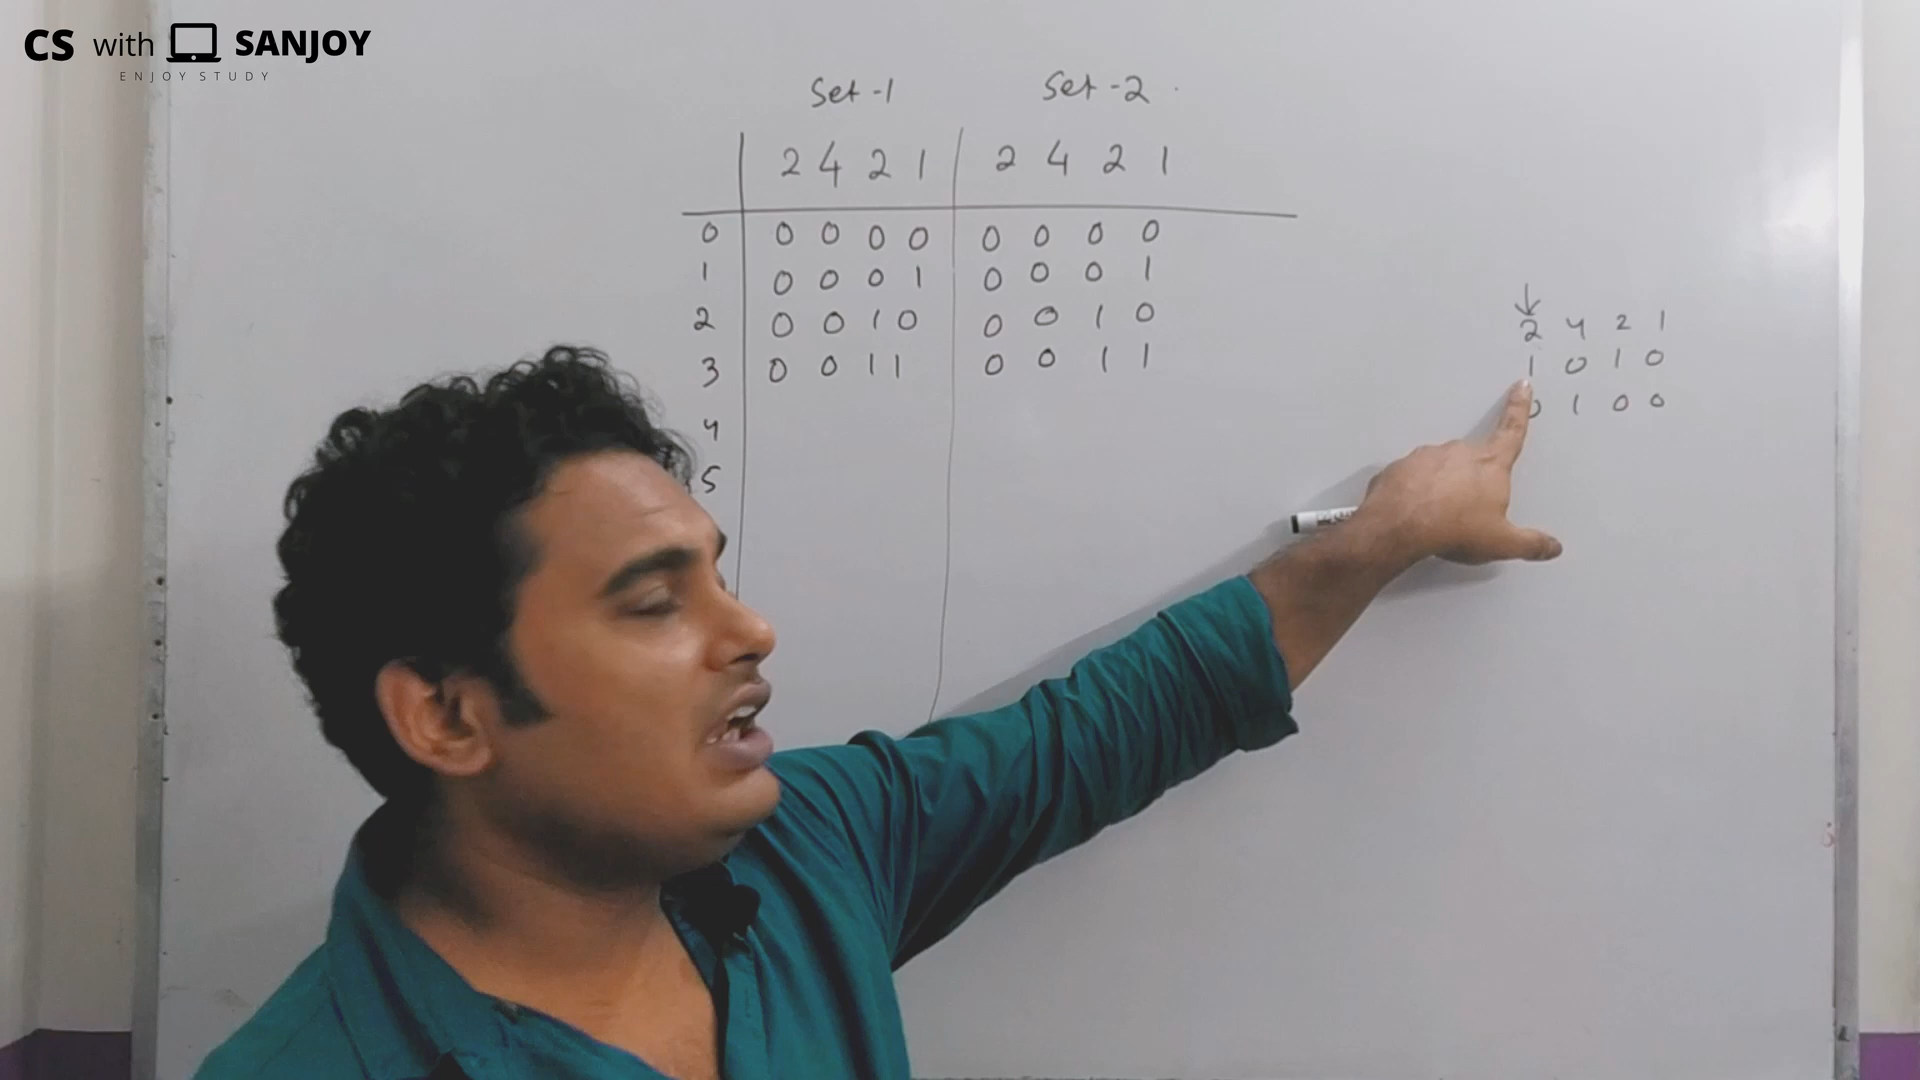 CS with SANJOY
ENJOY STUDY
Set-1 Set-2
2 4 2 1 2 4 2 1
0 0 0 0 0 0 0 0 0
1 0 0 0 1 0 0 0 1
2 0 0 1 0 0 0 1 0
3 0 0 1 1 0 0 1 1
4
5
2 4 2 1
1 0 1 0
0 1 0 0